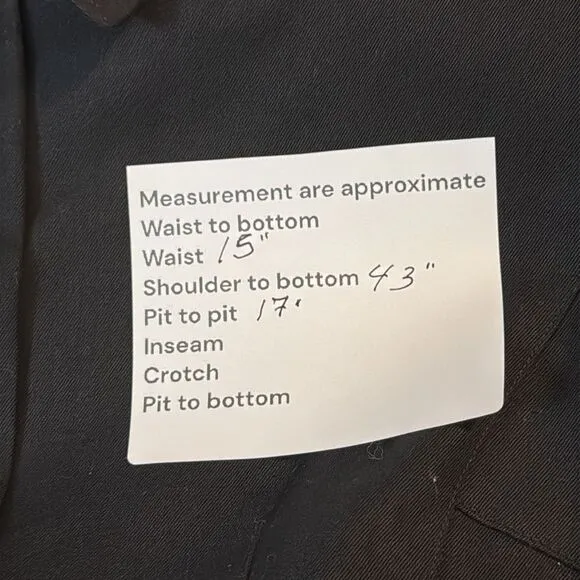 Measurement are approximate
Waist to bottom
Waist 15"
Shoulder to bottom 43"
Pit to pit 17'
Inseam
Crotch
Pit to bottom